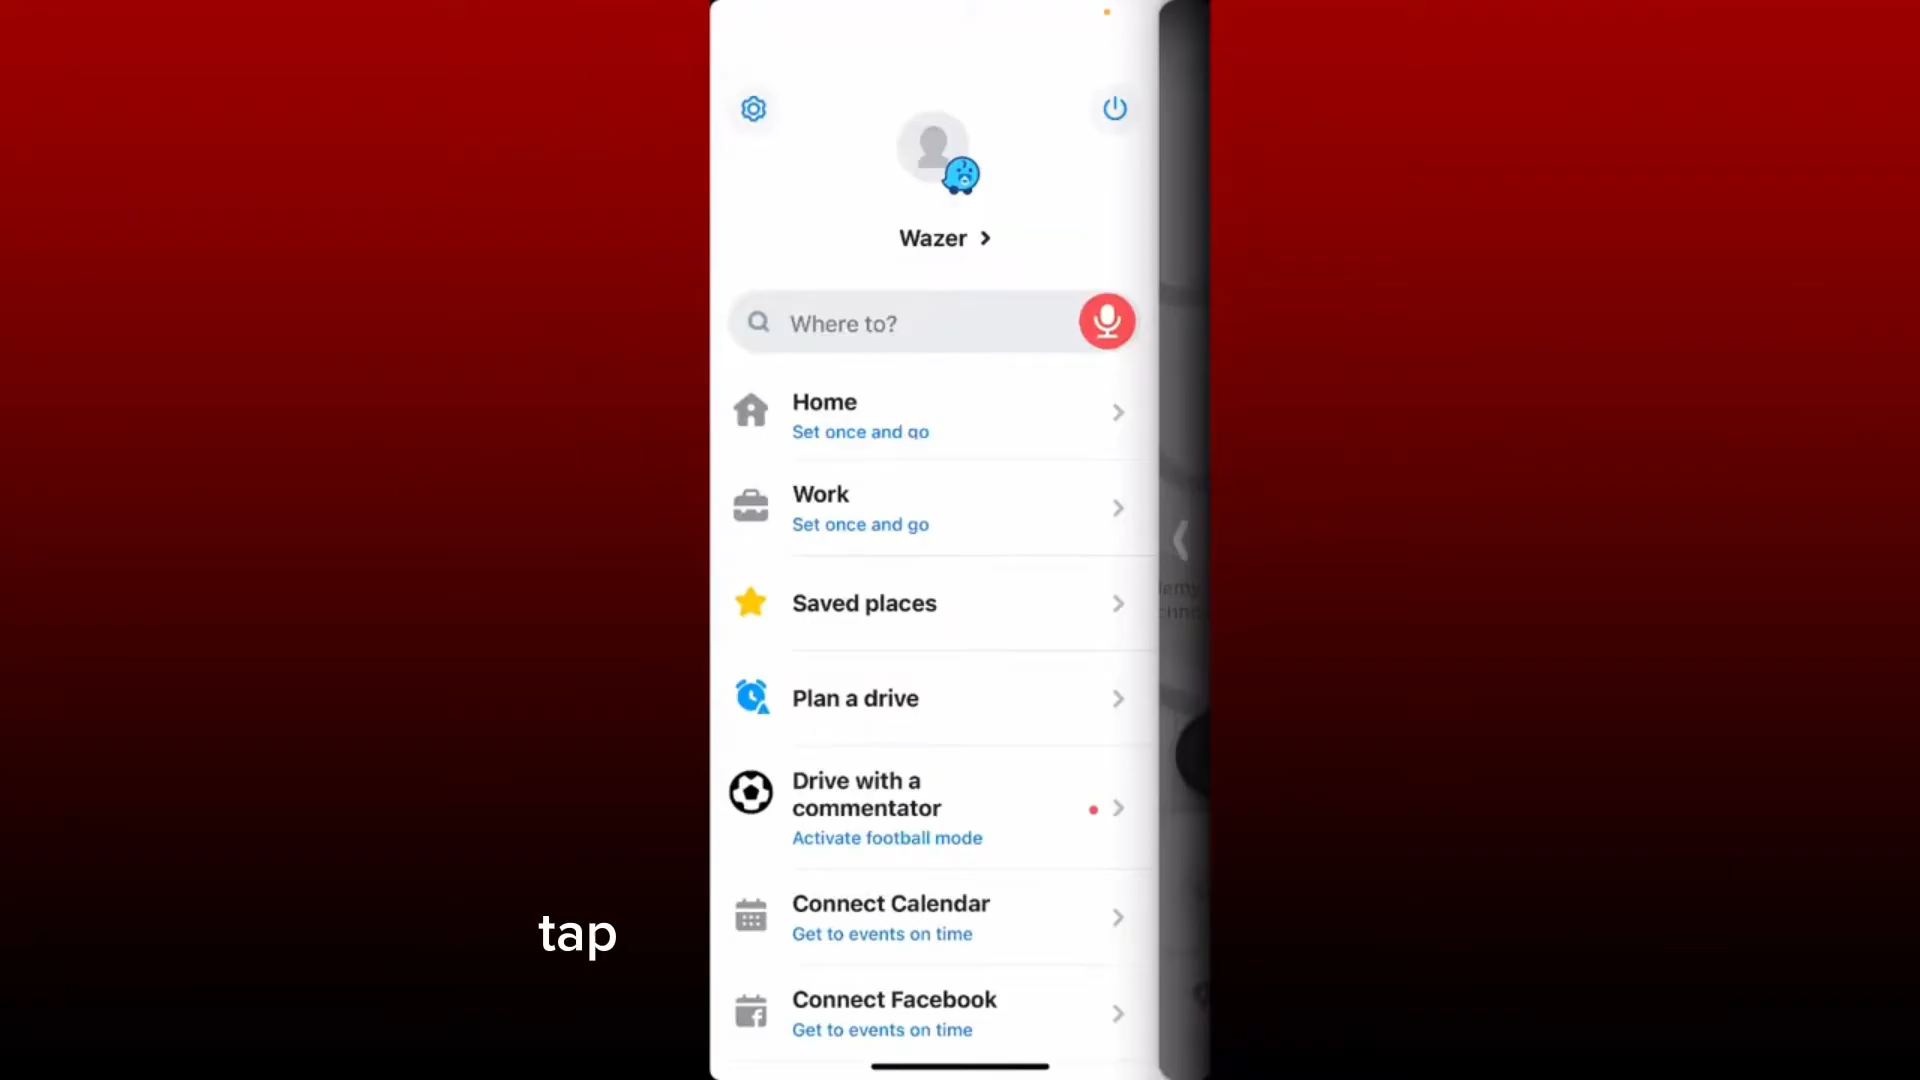 Wazer
Where to?
Home
Set once and go
Work
Set once and go
Saved places
Plan a drive
Drive with a
commentator
Activate football mode
Connect Calendar
Get to events on time
Connect Facebook
Get to events on time
tap